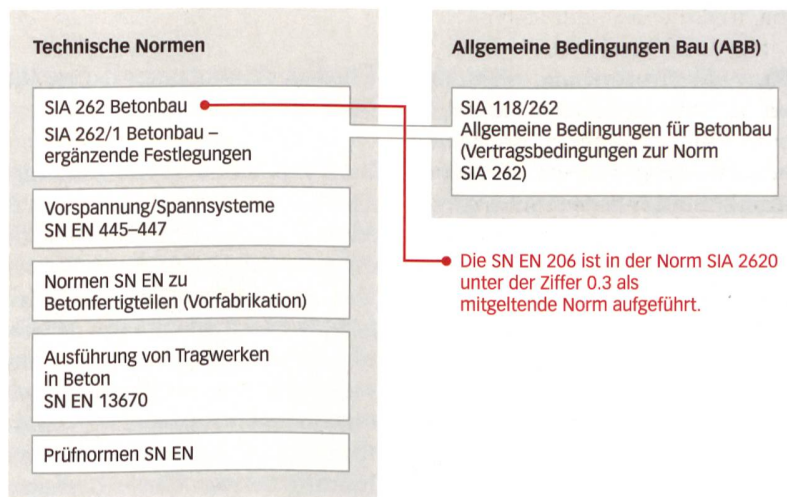 Technische Normen
SIA 262 Betonbau
SIA 262/1 Betonbau –
ergänzende Festlegungen
Vorspannung/Spannsysteme
SN EN 445–447
Normen SN EN zu
Betonfertigteilen (Vorfabrikation)
Ausführung von Tragwerken
in Beton
SN EN 13670
Prüfnormen SN EN
Allgemeine Bedingungen Bau (ABB)
SIA 118/262
Allgemeine Bedingungen für Betonbau
(Vertragsbedingungen zur Norm
SIA 262)
Die SN EN 206 ist in der Norm SIA 2620
unter der Ziffer 0.3 als
mitgeltende Norm aufgeführt.